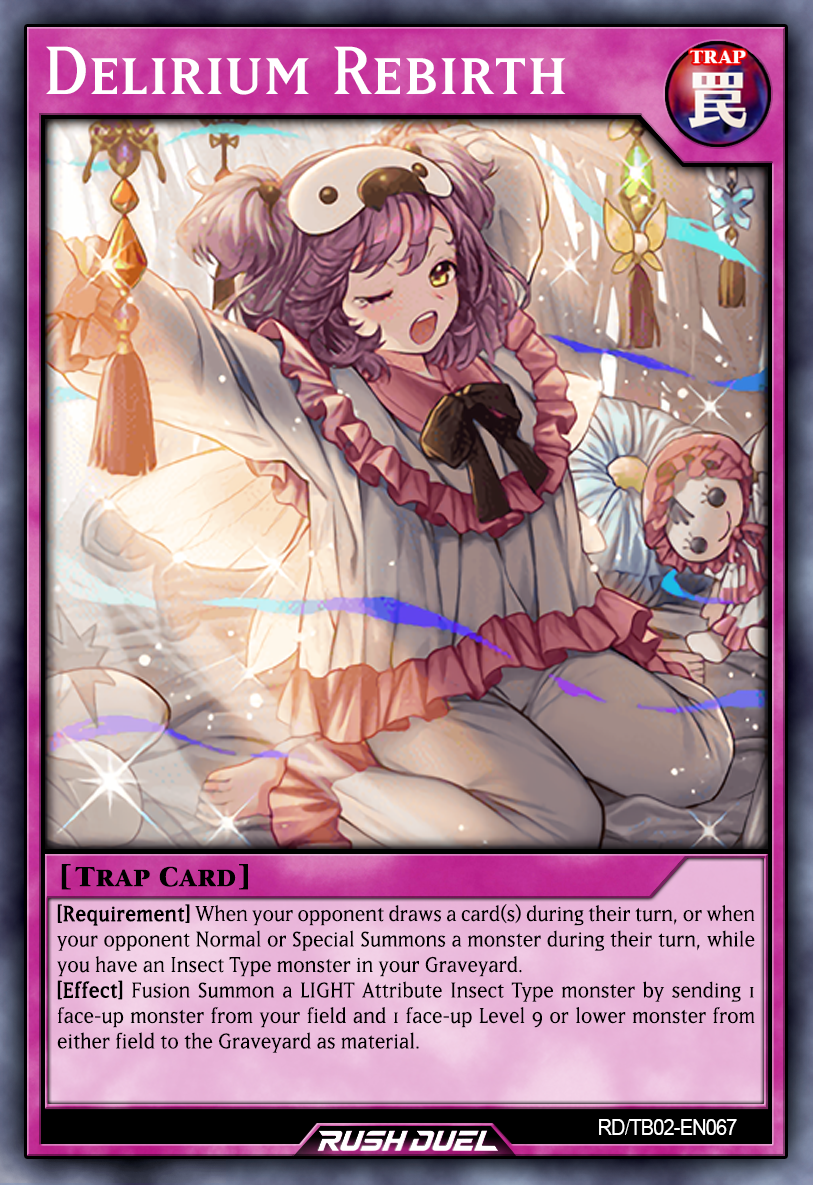 Delirium Rebirth
TRAP
罠
[Trap Card]
[Requirement] When your opponent draws a card(s) during their turn, or when
your opponent Normal or Special Summons a monster during their turn, while
you have an Insect Type monster in your Graveyard.
[Effect] Fusion Summon a LIGHT Attribute Insect Type monster by sending 1
face-up monster from your field and 1 face-up Level 9 or lower monster from
either field to the Graveyard as material.
RD/TB02-EN067
RUSH DUEL